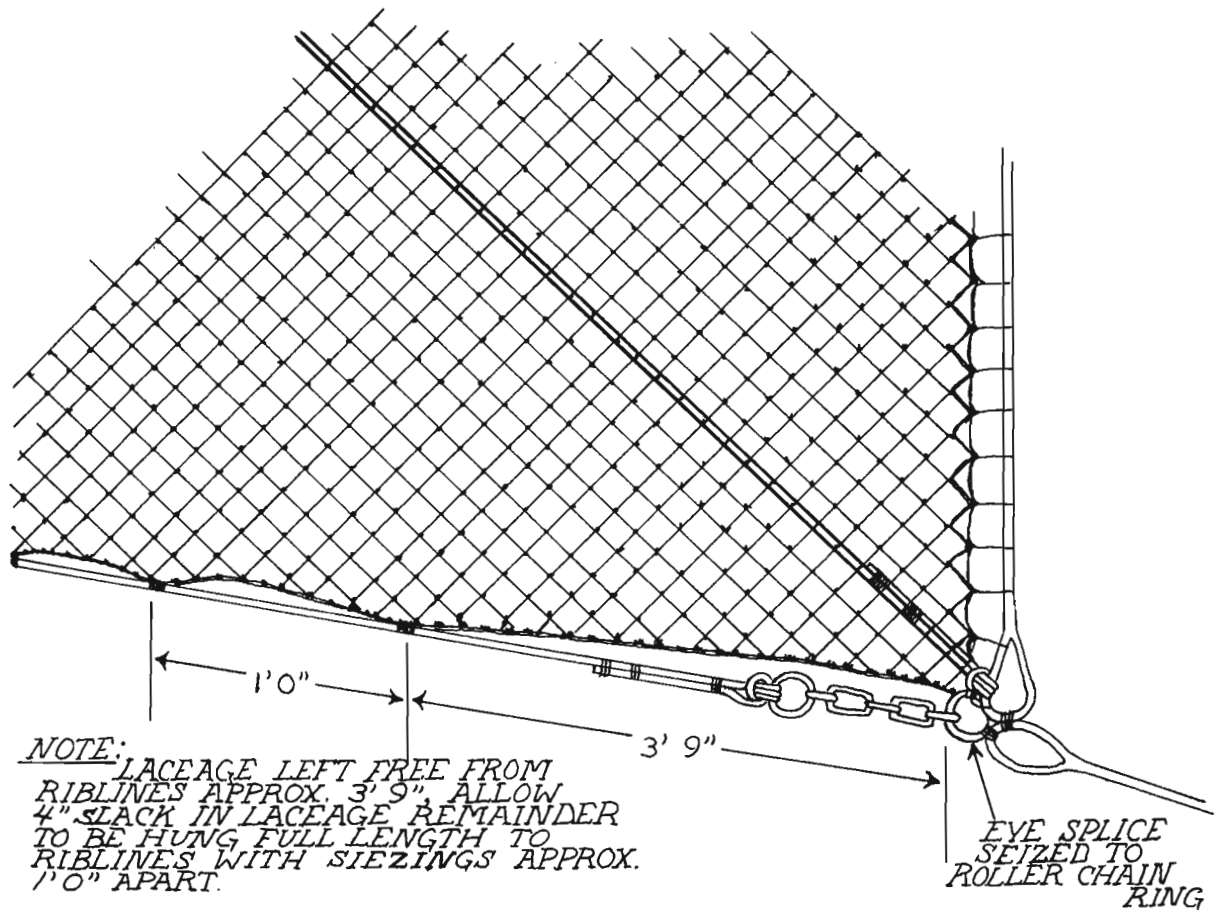 1'0"
3' 9"
NOTE:
LACEAGE LEFT FREE FROM
RIBLINES APPROX. 3' 9", ALLOW
4" SLACK IN LACEAGE REMAINDER
TO BE HUNG FULL LENGTH TO
RIBLINES WITH SIEZINGS APPROX.
1'0" APART.
EYE SPLICE
SEIZED TO
ROLLER CHAIN
RING